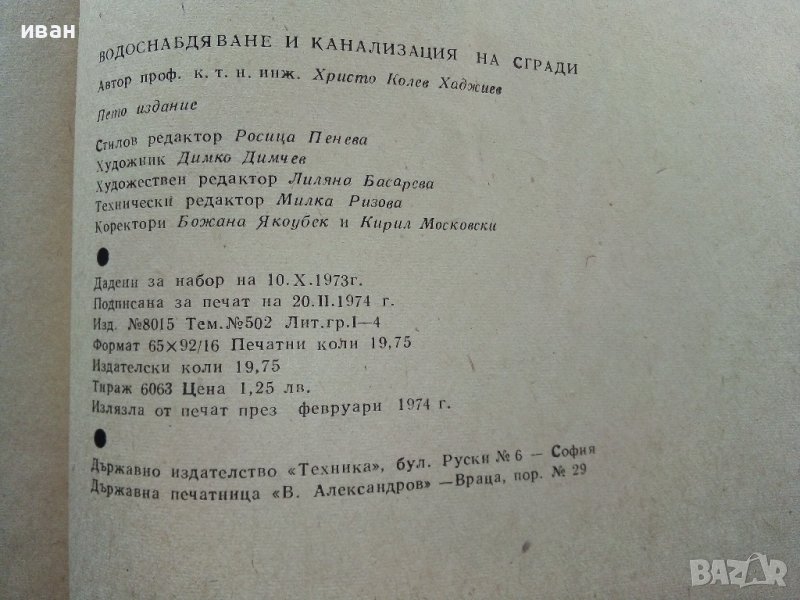 иван
ВОДОСНАБДЯВАНЕ И КАНАЛИЗАЦИЯ НА СГРАДИ
Автор проф. к. т. н. инж. Христо Колев Хаджиев
Пето издание
Стилов редактор Росица Пенева
Художник Димко Димчев
Художествен редактор Лиляна Басарева
Технически редактор Милка Ризова
Коректори Божана Якоубек и Кирил Московски
Дадени за набор на 10.X.1973г.
Подписана за печат на 20.II.1974 г.
Изд. №8015 Тем.№502 Лит.гр.I—4
Формат 65×92/16 Печатни коли 19,75
Издателски коли 19,75
Тираж 6063 Цена 1,25 лв.
Излязла от печат през февруари 1974 г.
Държавно издателство «Техника», бул. Руски № 6 — София
Държавна печатница «В. Александров» —Враца, пор. № 29
BAZAR